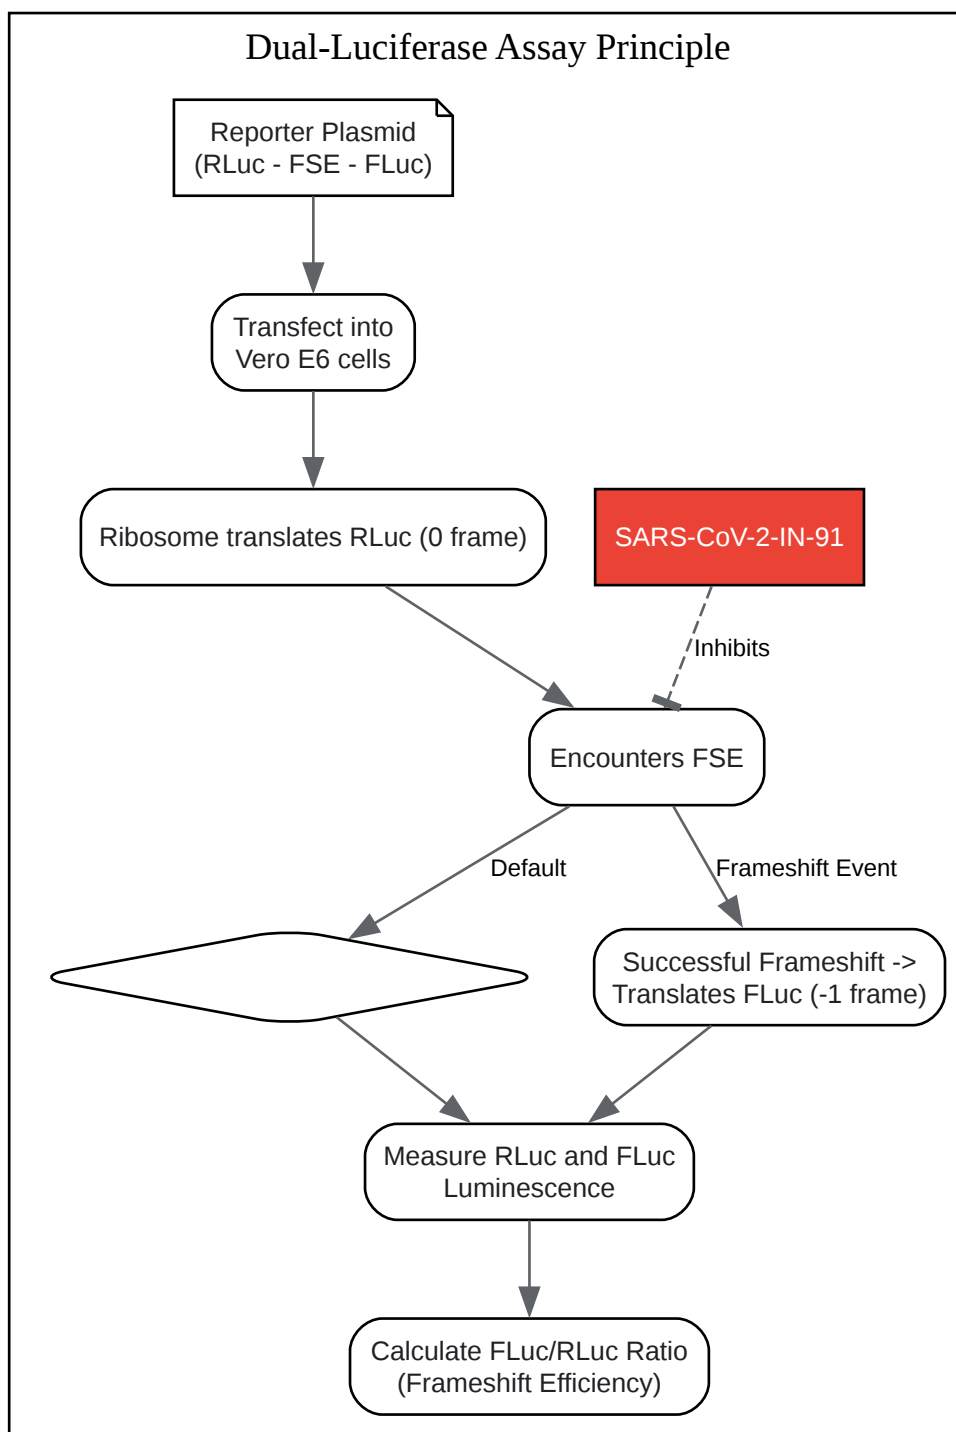 Dual-Luciferase Assay Principle
Reporter Plasmid
(RLuc - FSE - FLuc)
Transfect into
Vero E6 cells
Ribosome translates RLuc (0 frame)
SARS-CoV-2-IN-91
Inhibits
Encounters FSE
Default
Frameshift Event
Successful Frameshift ->
Translates FLuc (-1 frame)
Measure RLuc and FLuc
Luminescence
Calculate FLuc/RLuc Ratio
(Frameshift Efficiency)